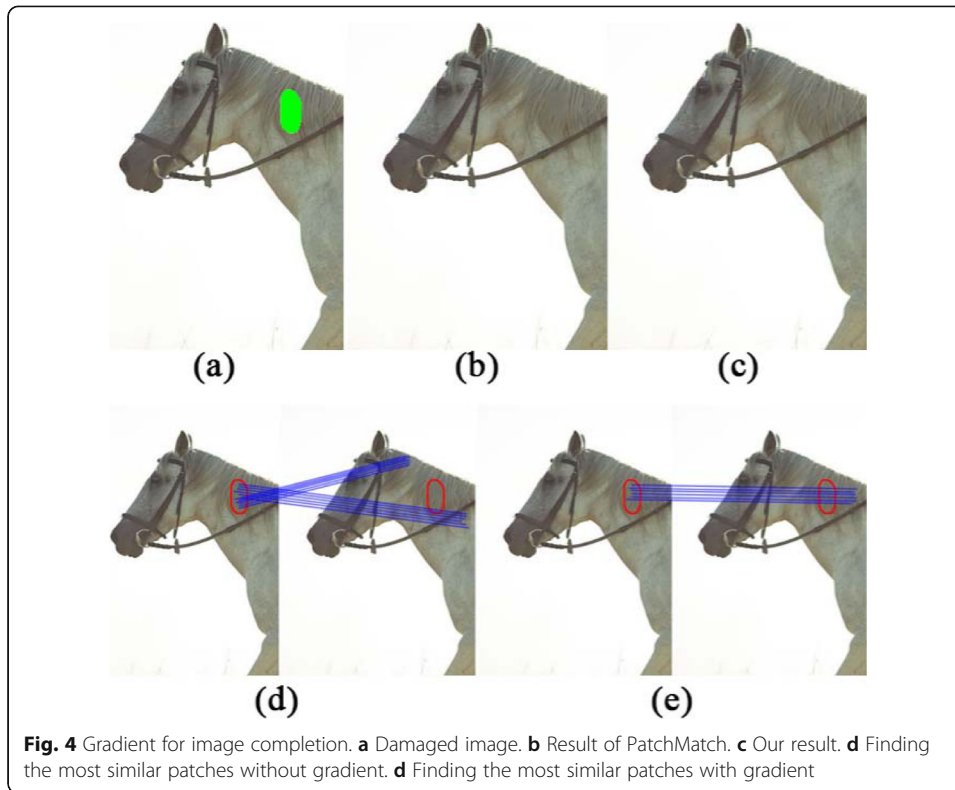 (a)
(b)
(c)
(d)
(e)
Fig. 4 Gradient for image completion. a Damaged image. b Result of PatchMatch. c Our result. d Finding
the most similar patches without gradient. d Finding the most similar patches with gradient